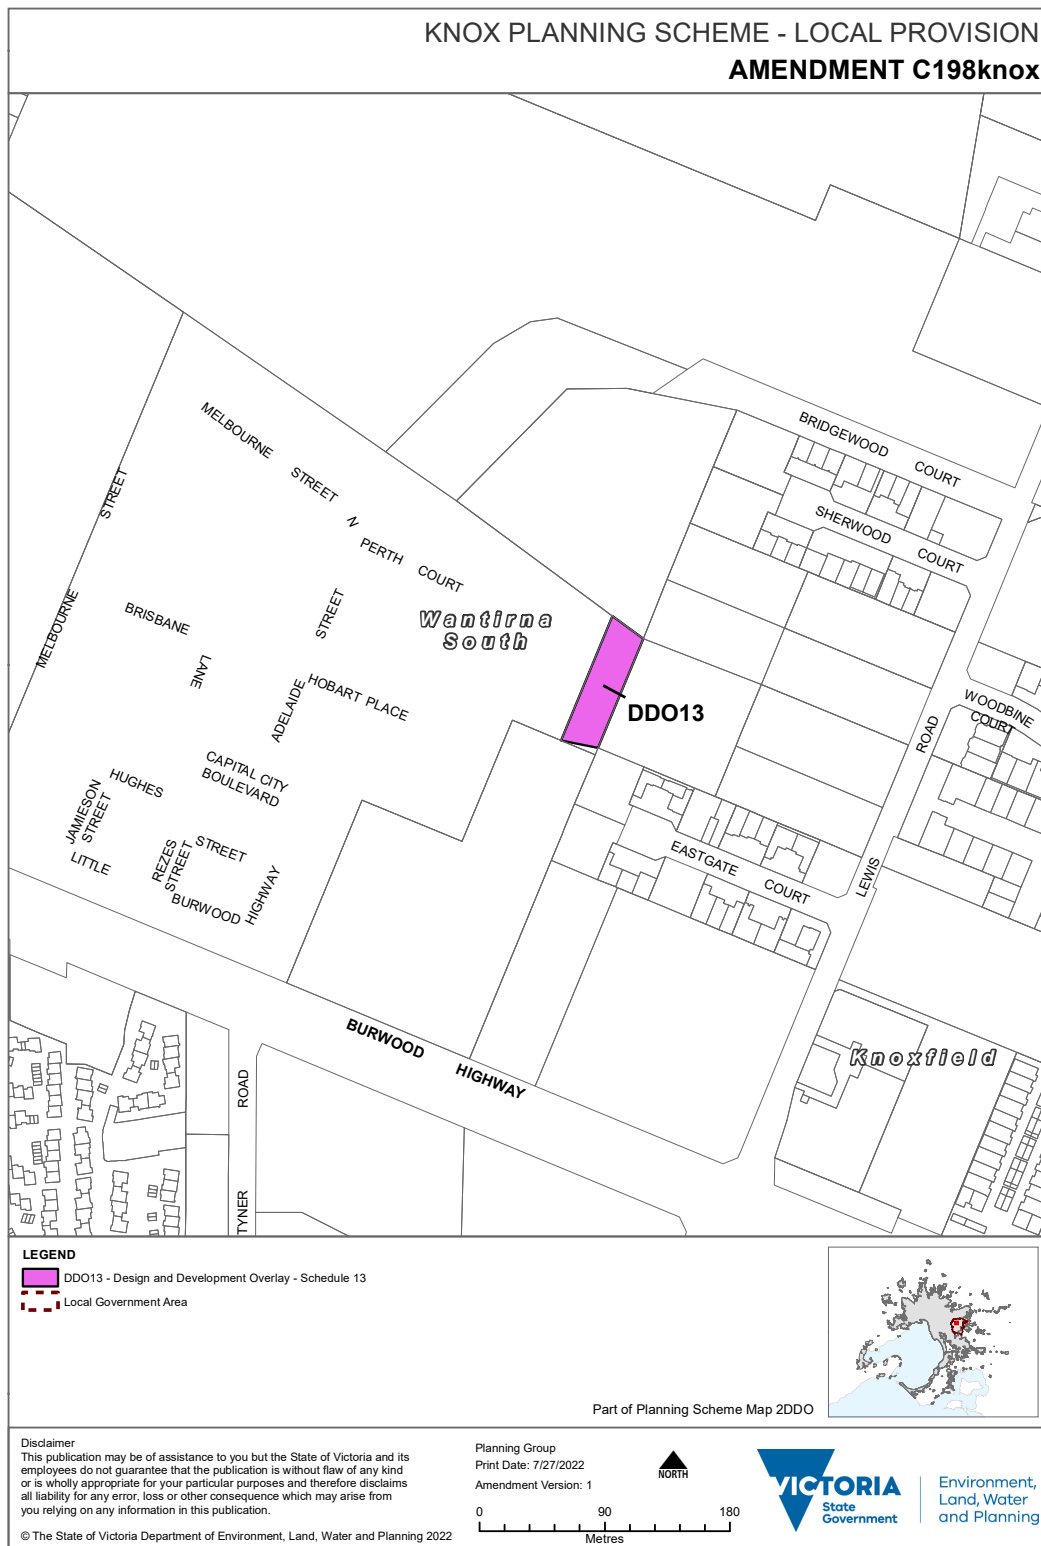 KNOX PLANNING SCHEME - LOCAL PROVISION
AMENDMENT C198knox
BRIDGEWOOD COURT
MELBOURNE STREET N
STREET
MELBOURNE
SHERWOOD COURT
PERTH COURT
BRISBANE
LANE
STREET
ADELAIDE
Wantirna
South
HOBART PLACE
DDO13
WOODBINE
COURT
ROAD
LEWIS
CAPITAL CITY
BOULEVARD
HUGHES
STREET
JAMIESON
STREET
LITTLE
REZES
STREET
BURWOOD
HIGHWAY
EASTGATE COURT
BURWOOD HIGHWAY
Knoxfield
ROAD
TYNER
LEGEND
DDO13 - Design and Development Overlay - Schedule 13
Local Government Area
Part of Planning Scheme Map 2DDO
Disclaimer
This publication may be of assistance to you but the State of Victoria and its
employees do not guarantee that the publication is without flaw of any kind
or is wholly appropriate for your particular purposes and therefore disclaims
all liability for any error, loss or other consequence which may arise from
you relying on any information in this publication.
© The State of Victoria Department of Environment, Land, Water and Planning 2022
Planning Group
Print Date: 7/27/2022
Amendment Version: 1
0 90 180
Metres
NORTH
VICTORIA
State
Government
Environment,
Land, Water
and Planning